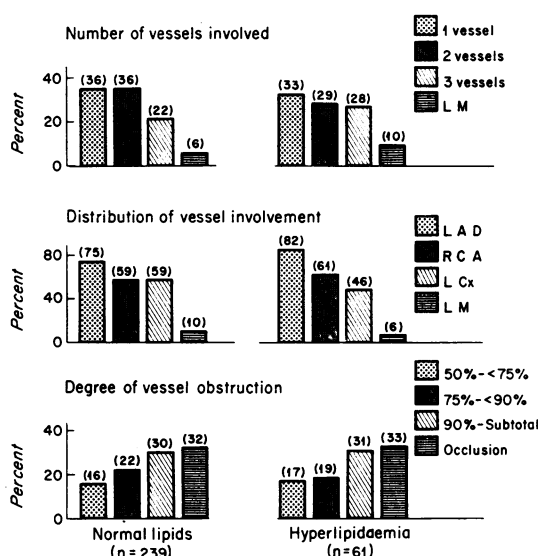 Number of vessels involved
1 vessel
2 vessels
3 vessels
L M
Percent
40
20
0
(36) (36) (22) (6)
(33) (29) (28) (10)
Distribution of vessel involvement
L A D
R C A
L Cx
L M
Percent
80
40
0
(75) (59) (59) (10)
(82) (61) (46) (6)
Degree of vessel obstruction
50%-<75%
75%-<90%
90%-Subtotal
Occlusion
Percent
40
20
0
(16) (22) (30) (32)
(17) (19) (31) (33)
Normal lipids
(n=239)
Hyperlipidaemia
(n=61)